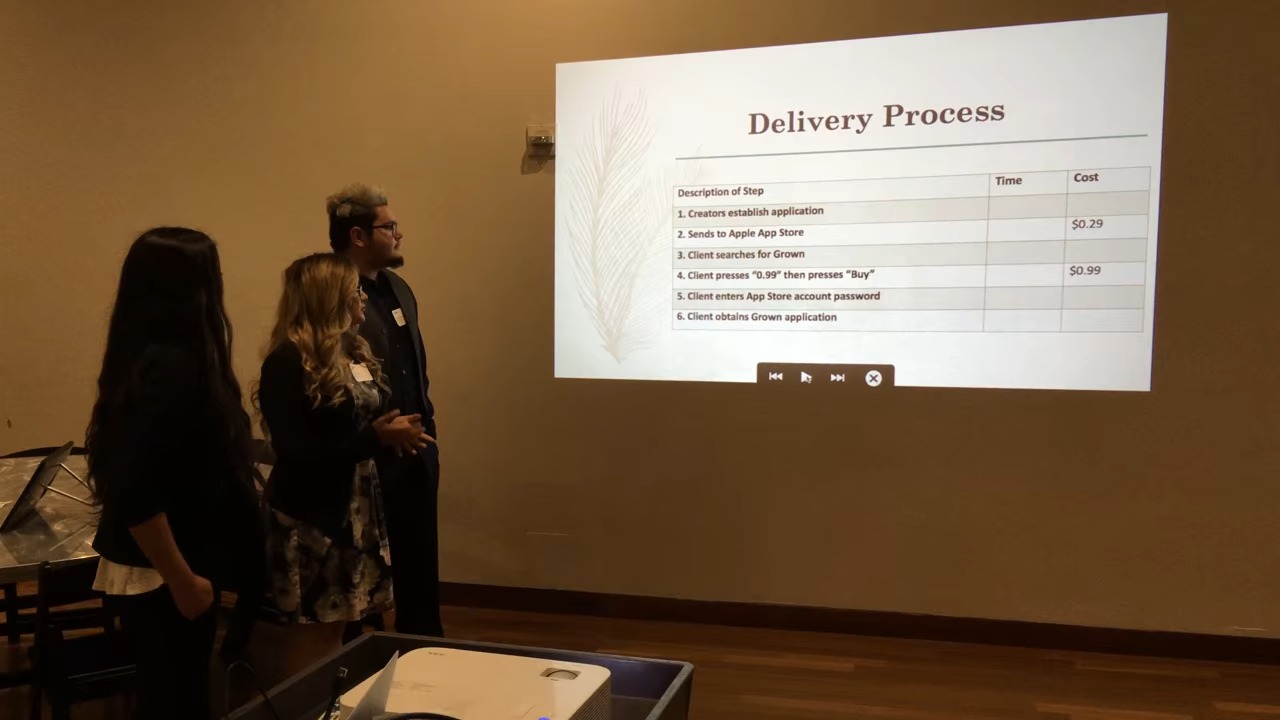 Delivery Process
Description of Step Time Cost
1. Creators establish application
2. Sends to Apple App Store $0.29
3. Client searches for Grown
4. Client presses "0.99" then presses "Buy" $0.99
5. Client enters App Store account password
6. Client obtains Grown application